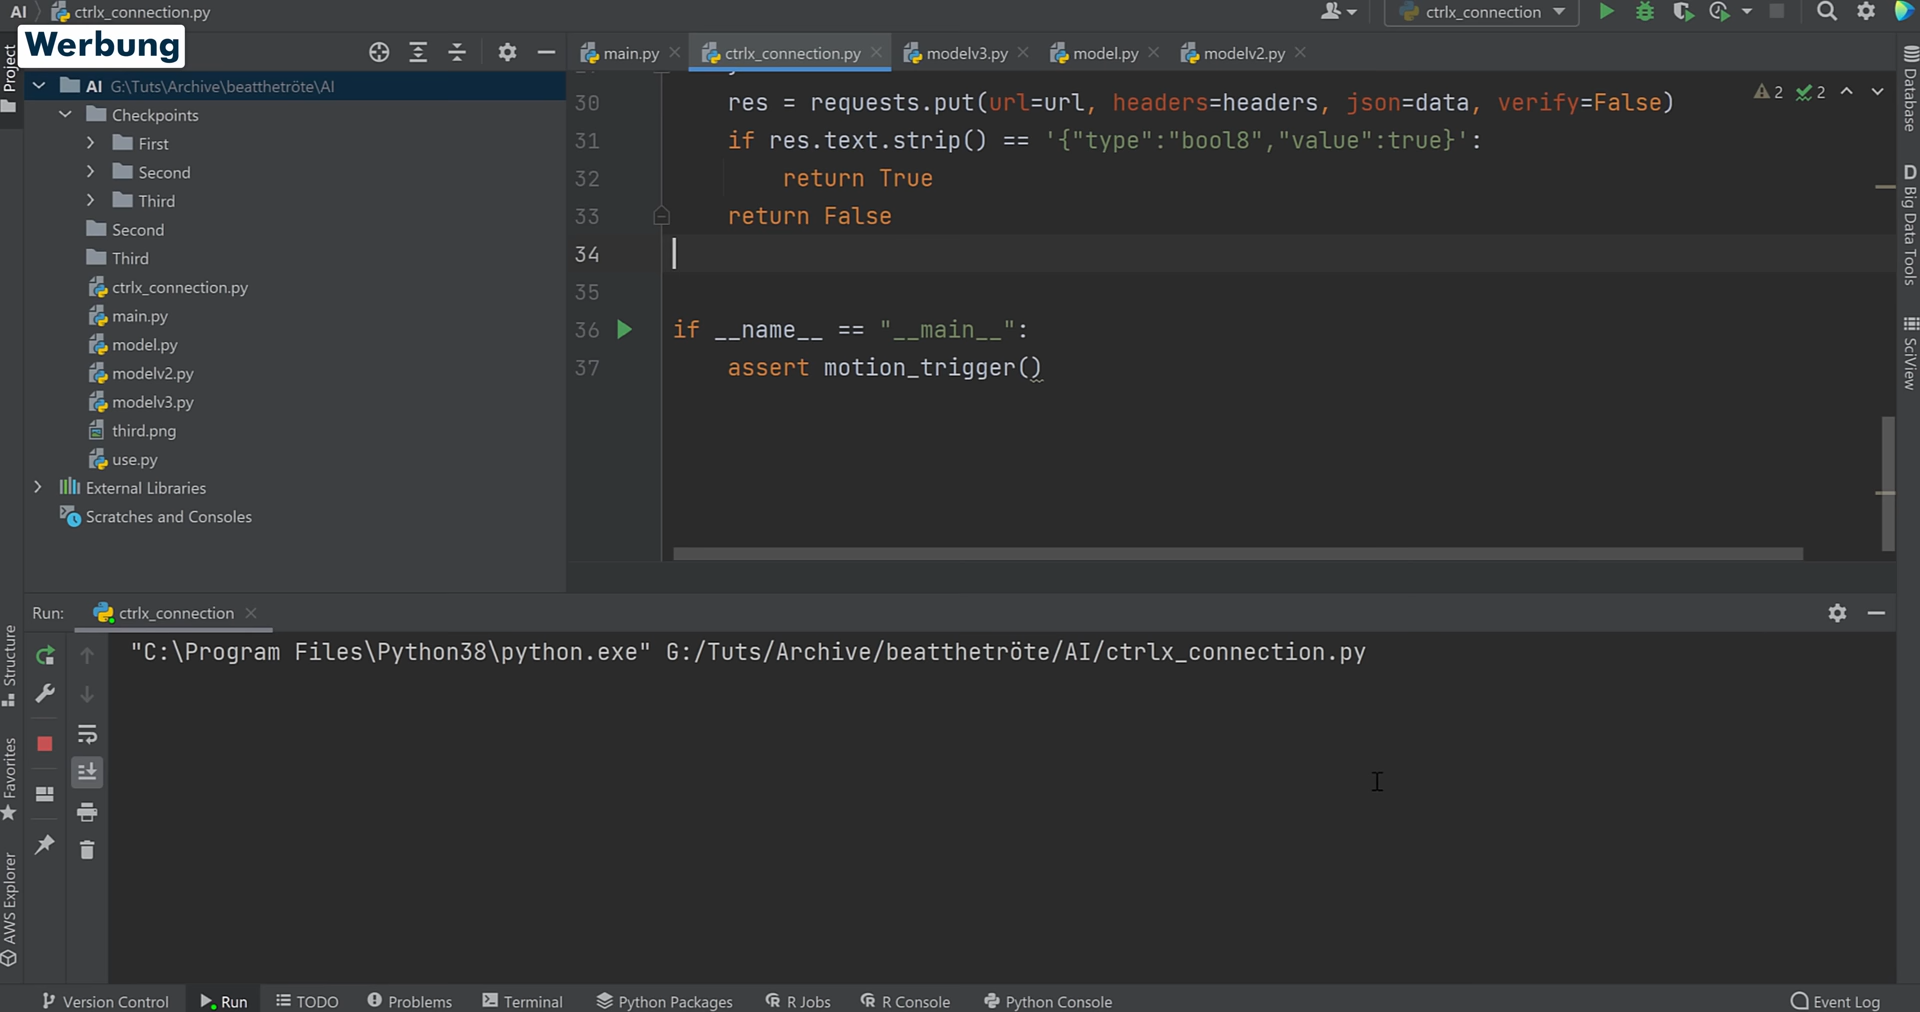 AI ctrlx_connection.py
ctrlx_connection
Werbung
Project
main.py
ctrlx_connection.py
modelv3.py
model.py
modelv2.py
AI G:\Tuts\Archive\beatthetröte\AI
Checkpoints
First
Second
Third
Second
Third
ctrlx_connection.py
main.py
model.py
modelv2.py
modelv3.py
third.png
use.py
External Libraries
Scratches and Consoles
30 res = requests.put(url=url, headers=headers, json=data, verify=False)
31 if res.text.strip() == '{"type":"bool8","value":true}':
32 return True
33 return False
34
35
36 if __name__ == "__main__":
37 assert motion_trigger()
2 2
Database
D Big Data Tools
SciView
Run: ctrlx_connection
"C:\Program Files\Python38\python.exe" G:/Tuts/Archive/beatthetröte/AI/ctrlx_connection.py
Structure
Favorites
AWS Explorer
Version Control
Run
TODO
Problems
Terminal
Python Packages
R Jobs
R Console
Python Console
Event Log